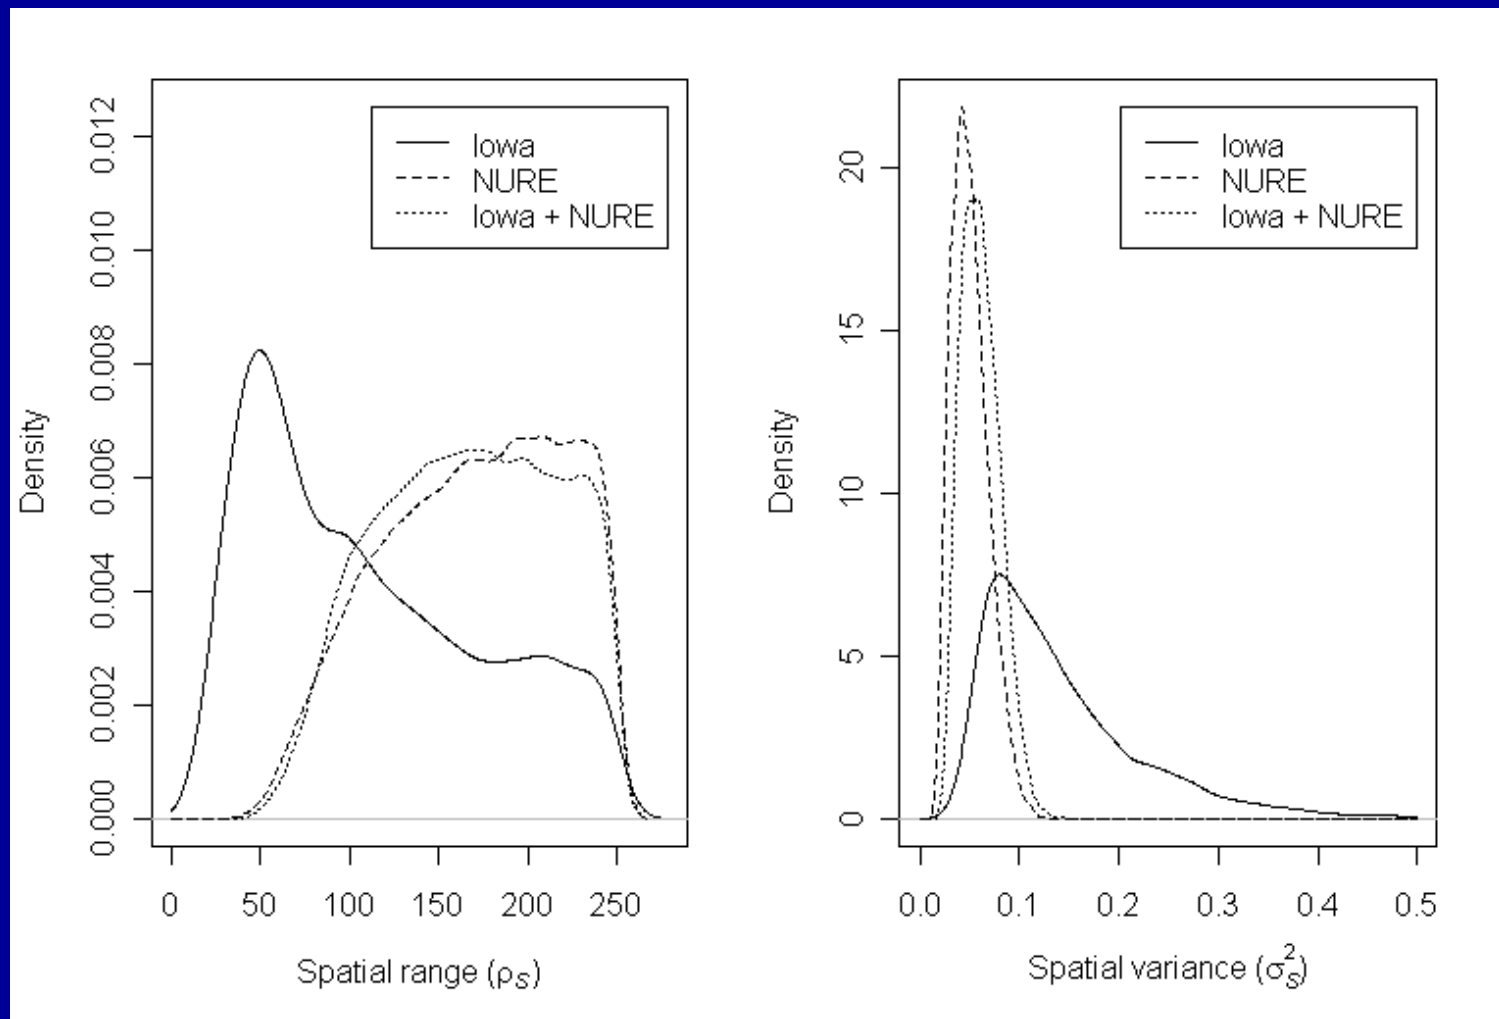 Density
0.000 0.002 0.004 0.006 0.008 0.010 0.012
Iowa
NURE
Iowa + NURE
0 50 100 150 200 250
Spatial range (ρS)
Density
0 5 10 15 20
Iowa
NURE
Iowa + NURE
0.0 0.1 0.2 0.3 0.4 0.5
Spatial variance (σ²S)